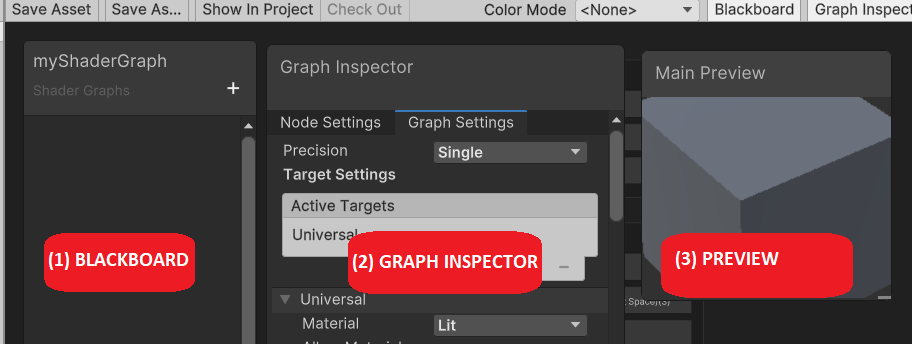 Save Asset
Save As...
Show In Project
Check Out
Color Mode
<None>
Blackboard
Graph Inspect
myShaderGraph
Shader Graphs
+
Graph Inspector
Main Preview
Node Settings
Graph Settings
Precision
Single
Target Settings
Active Targets
Universal
(1) BLACKBOARD
(2) GRAPH INSPECTOR
(3) PREVIEW
Universal
Space)(3)
Material
Lit